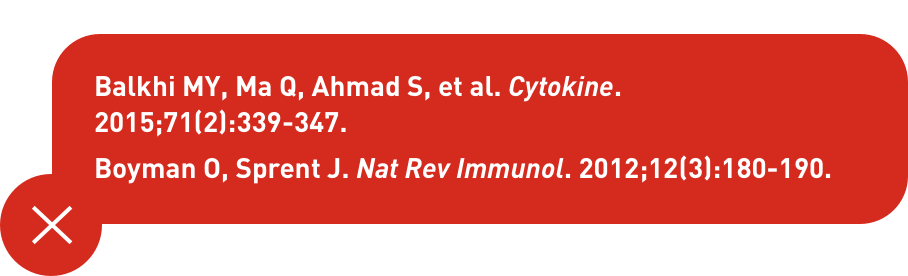 Balkhi MY, Ma Q, Ahmad S, et al. Cytokine.
2015;71(2):339-347.
Boyman O, Sprent J. Nat Rev Immunol. 2012;12(3):180-190.